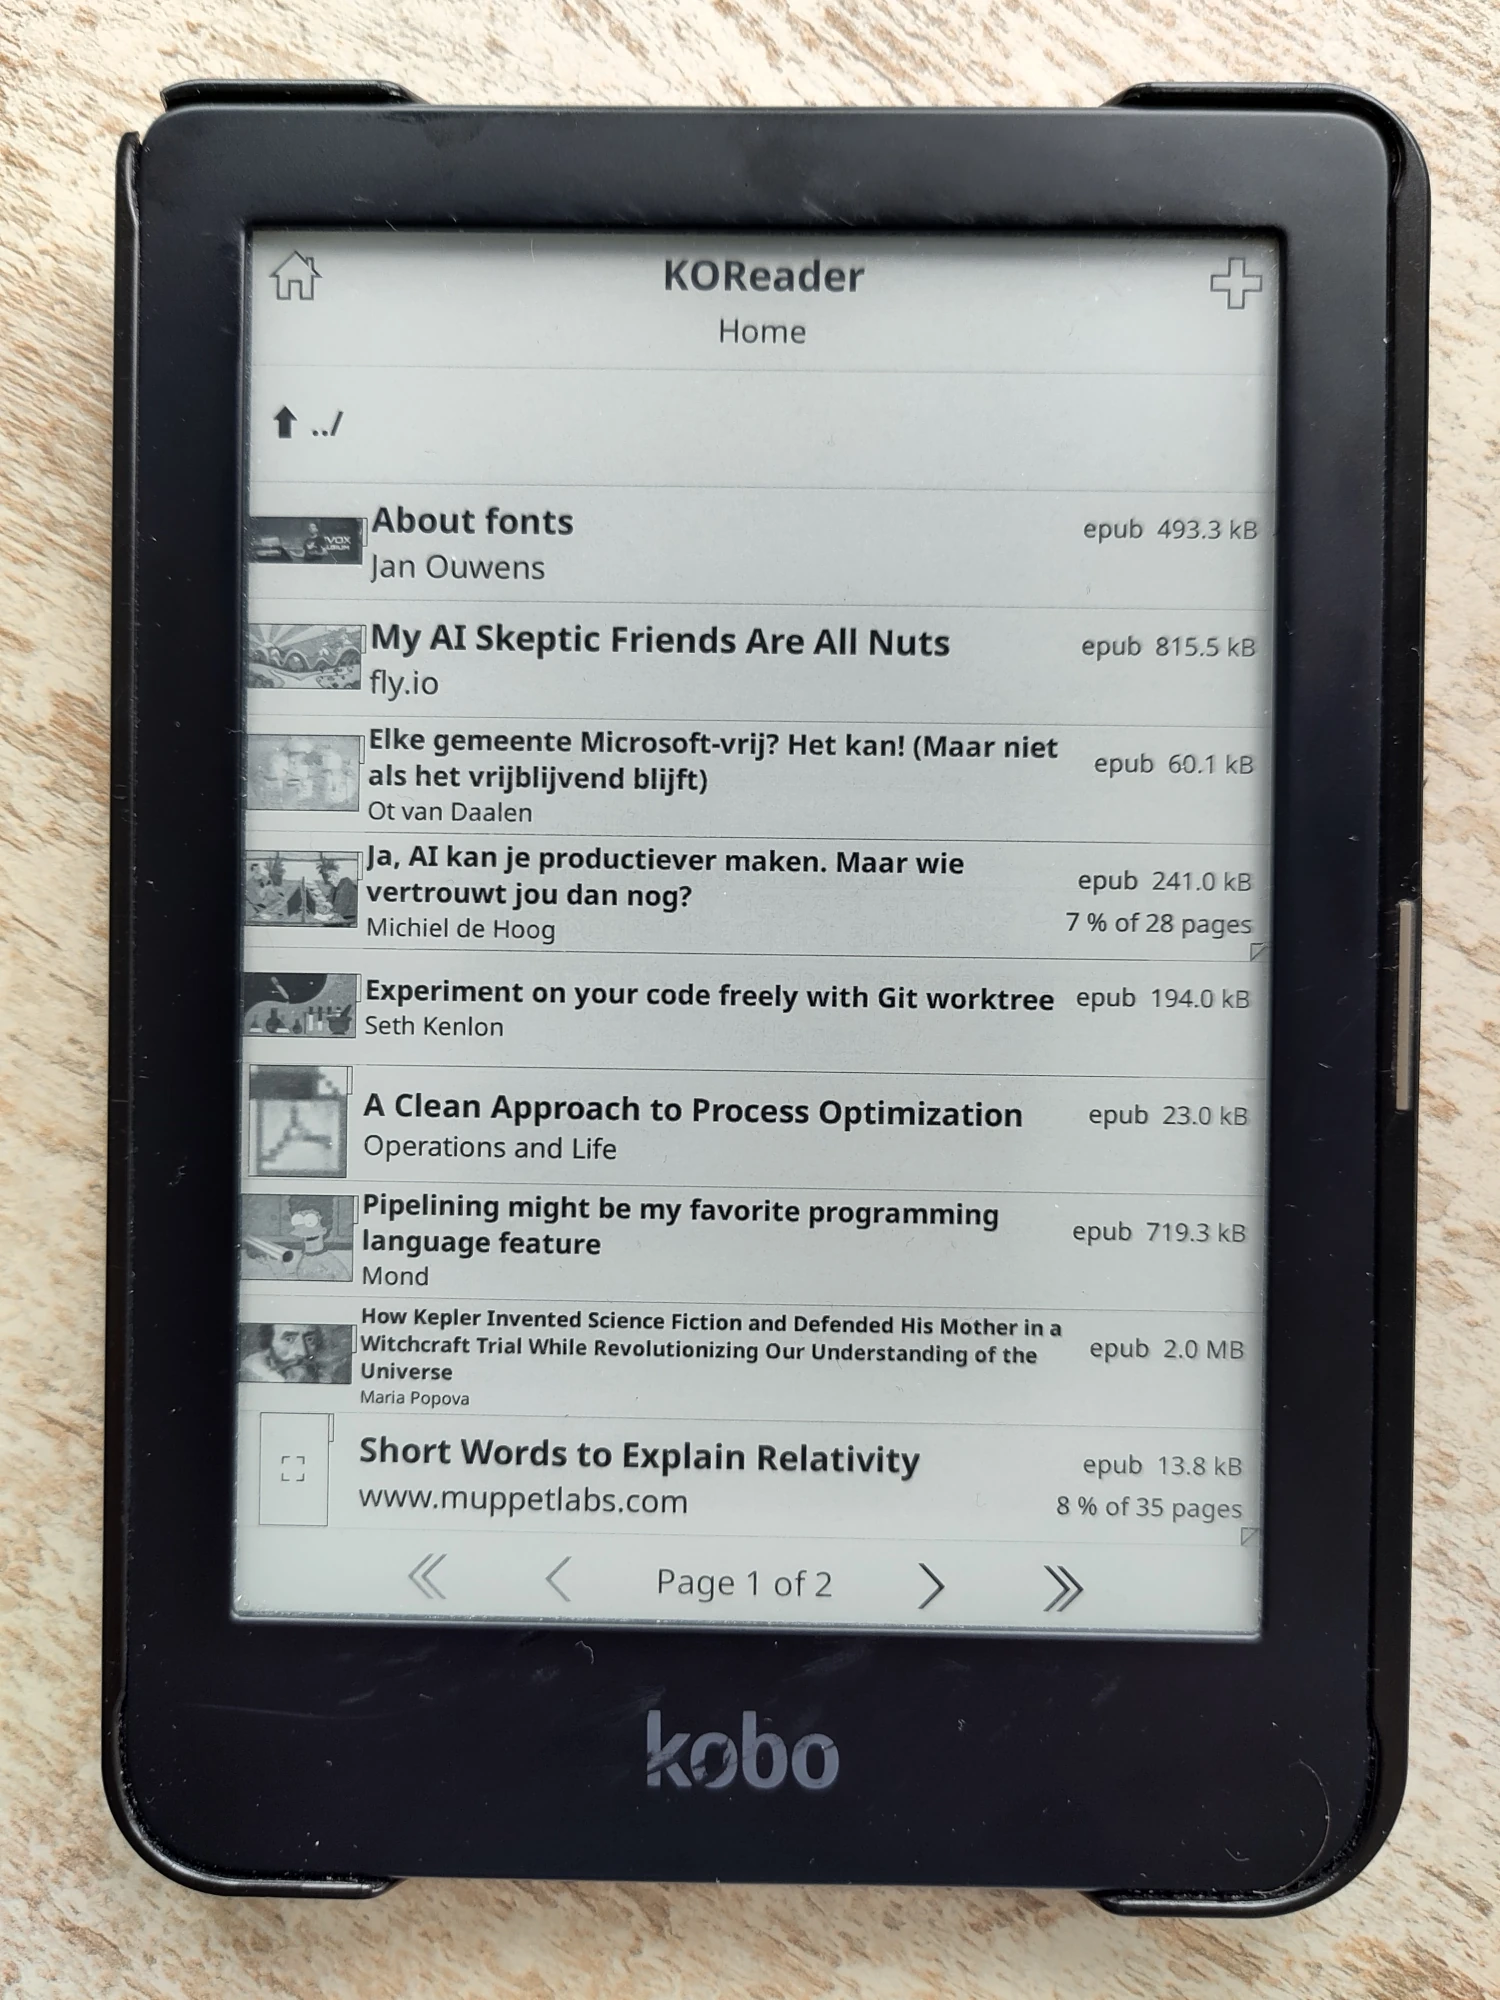 KOReader
Home
../
About fonts
Jan Ouwens
epub 493.3 kB
My AI Skeptic Friends Are All Nuts
fly.io
epub 815.5 kB
Elke gemeente Microsoft-vrij? Het kan! (Maar niet
als het vrijblijvend blijft)
Ot van Daalen
epub 60.1 kB
Ja, AI kan je productiever maken. Maar wie
vertrouwt jou dan nog?
Michiel de Hoog
epub 241.0 kB
7 % of 28 pages
Experiment on your code freely with Git worktree
Seth Kenlon
epub 194.0 kB
A Clean Approach to Process Optimization
Operations and Life
epub 23.0 kB
Pipelining might be my favorite programming
language feature
Mond
epub 719.3 kB
How Kepler Invented Science Fiction and Defended His Mother in a
Witchcraft Trial While Revolutionizing Our Understanding of the
Universe
Maria Popova
epub 2.0 MB
Short Words to Explain Relativity
www.muppetlabs.com
epub 13.8 kB
8 % of 35 pages
Page 1 of 2
kobo